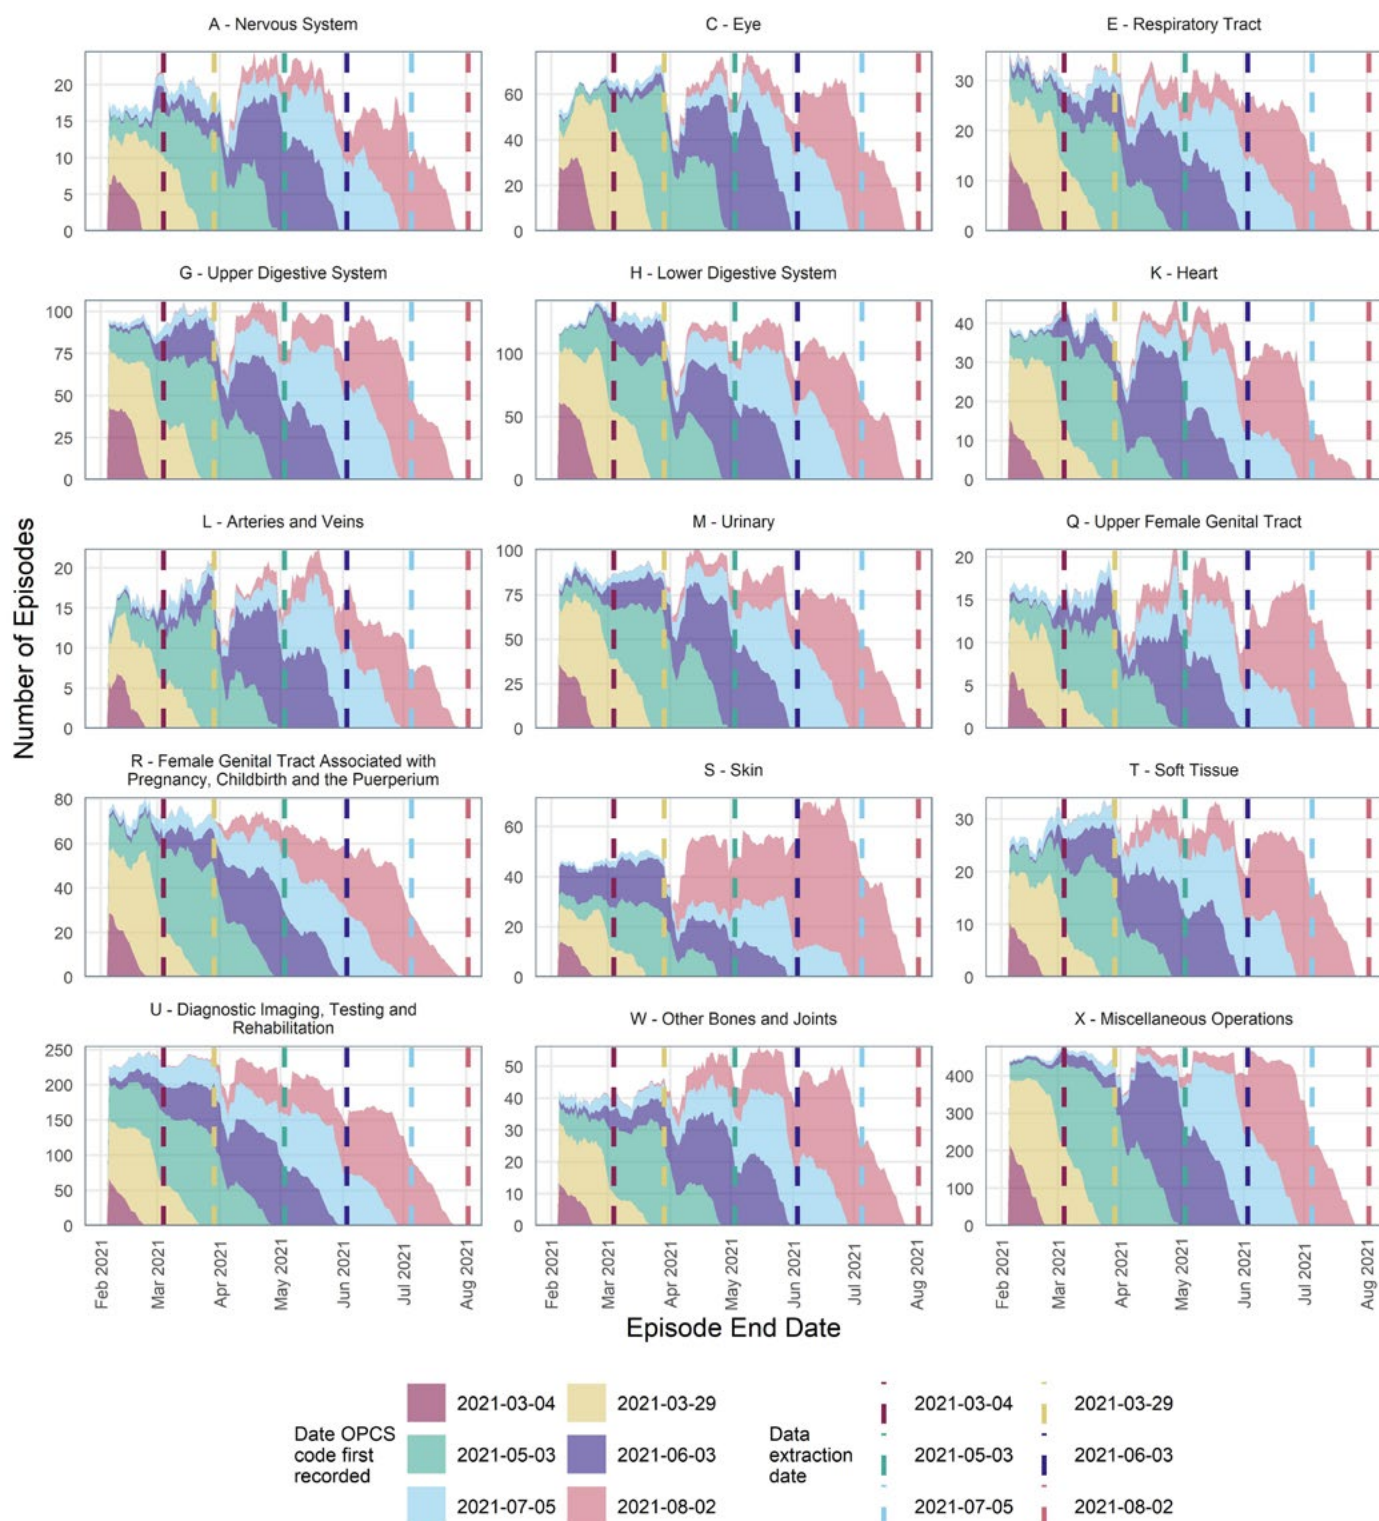 A - Nervous System
C - Eye
E - Respiratory Tract
20
15
10
5
0
60
40
20
0
30
20
10
0
G - Upper Digestive System
H - Lower Digestive System
K - Heart
100
75
50
25
0
100
50
0
40
30
20
10
0
Number of Episodes
L - Arteries and Veins
M - Urinary
Q - Upper Female Genital Tract
20
15
10
5
0
100
75
50
25
0
20
15
10
5
0
R - Female Genital Tract Associated with
Pregnancy, Childbirth and the Puerperium
S - Skin
T - Soft Tissue
80
60
40
20
0
60
40
20
0
30
20
10
0
U - Diagnostic Imaging, Testing and
Rehabilitation
W - Other Bones and Joints
X - Miscellaneous Operations
250
200
150
100
50
0
50
40
30
20
10
0
400
300
200
100
0
Feb 2021
Mar 2021
Apr 2021
May 2021
Jun 2021
Jul 2021
Aug 2021
Feb 2021
Mar 2021
Apr 2021
May 2021
Jun 2021
Jul 2021
Aug 2021
Feb 2021
Mar 2021
Apr 2021
May 2021
Jun 2021
Jul 2021
Aug 2021
Episode End Date
Date OPCS
code first
recorded
2021-03-04
2021-03-29
2021-05-03
2021-06-03
2021-07-05
2021-08-02
Data
extraction
date
2021-03-04
2021-03-29
2021-05-03
2021-06-03
2021-07-05
2021-08-02